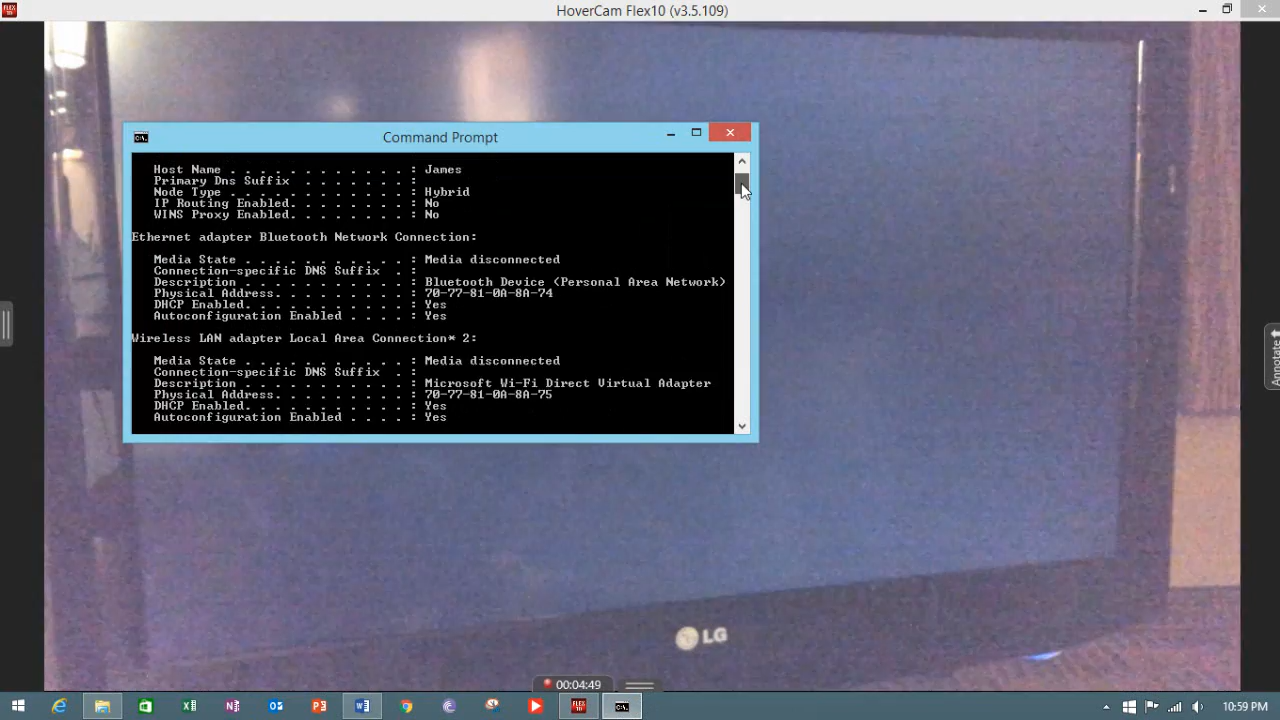 HoverCam Flex10 (v3.5.109)
FLEX
10
C:\.
Command Prompt
Host Name . . . . . . . . . . . . : James
Primary Dns Suffix . . . . . . . :
Node Type . . . . . . . . . . . . : Hybrid
IP Routing Enabled. . . . . . . . : No
WINS Proxy Enabled. . . . . . . . : No
Ethernet adapter Bluetooth Network Connection:
Media State . . . . . . . . . . . : Media disconnected
Connection-specific DNS Suffix . :
Description . . . . . . . . . . . : Bluetooth Device (Personal Area Network)
Physical Address. . . . . . . . . : 70-77-81-0A-8A-74
DHCP Enabled. . . . . . . . . . . : Yes
Autoconfiguration Enabled . . . . : Yes
Wireless LAN adapter Local Area Connection* 2:
Media State . . . . . . . . . . . : Media disconnected
Connection-specific DNS Suffix . :
Description . . . . . . . . . . . : Microsoft Wi-Fi Direct Virtual Adapter
Physical Address. . . . . . . . . : 70-77-81-0A-8A-75
DHCP Enabled. . . . . . . . . . . : Yes
Autoconfiguration Enabled . . . . : Yes
Annotate
LG
00:04:49
FLEX
10
C:\.
10:59 PM